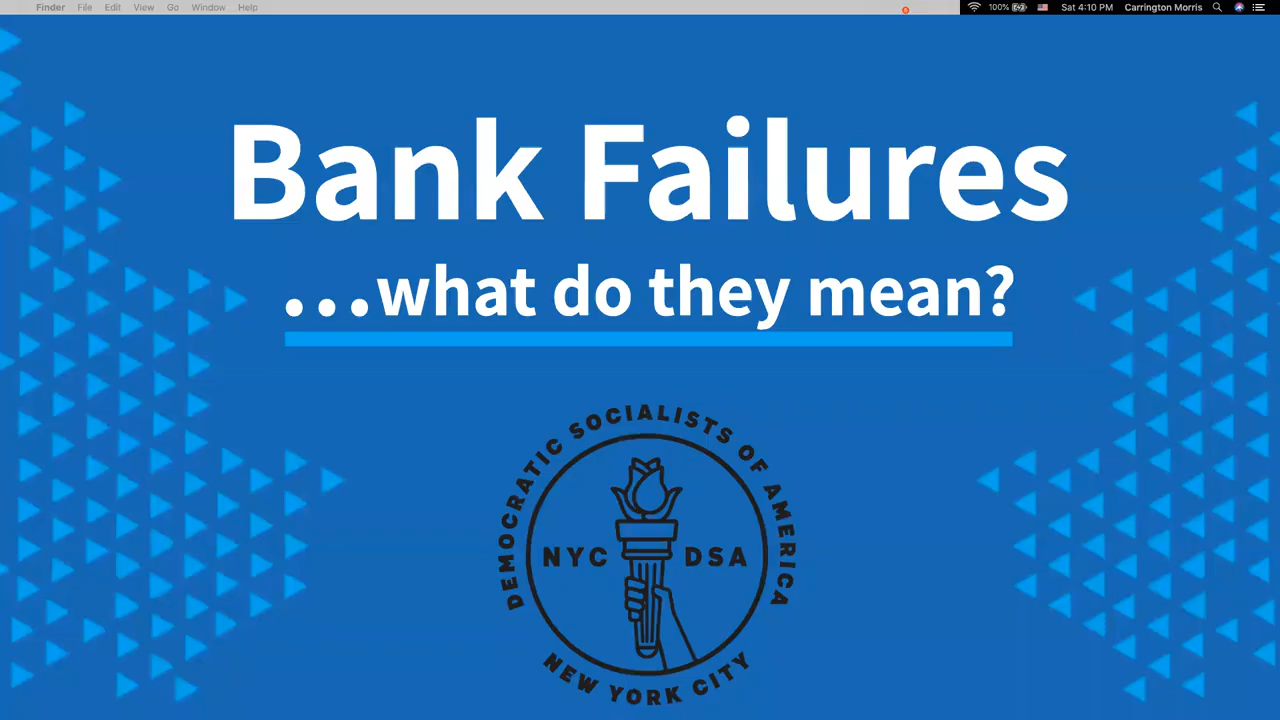 Finder File Edit View Go Window Help 100% Sat 4:10 PM Carrington Morris
Bank Failures
...what do they mean?
DEMOCRATIC SOCIALISTS OF AMERICA
NYC DSA
NEW YORK CITY